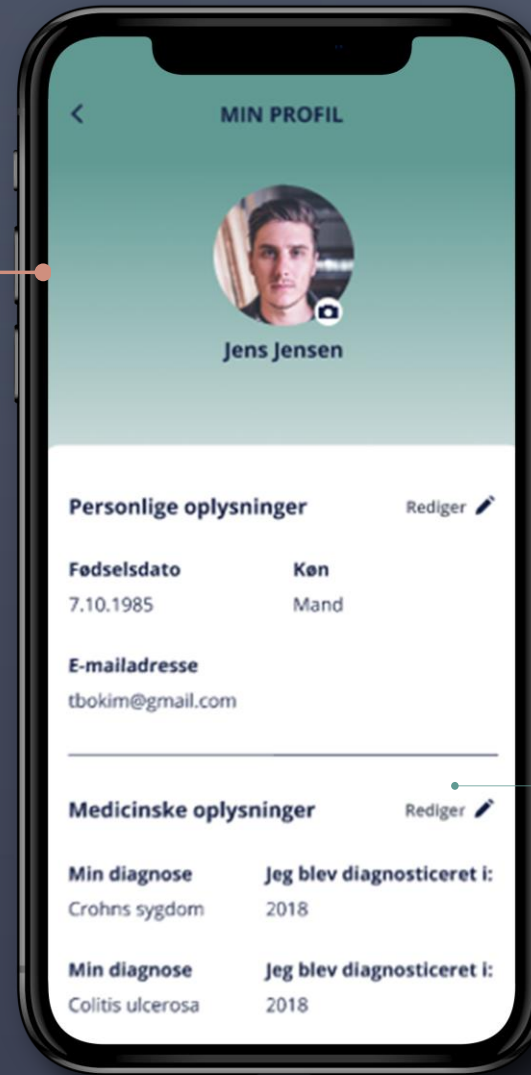 MIN PROFIL
Jens Jensen
Personlige oplysninger Rediger
Fødselsdato Køn
7.10.1985 Mand
E-mailadresse
tbokim@gmail.com
Medicinske oplysninger Rediger
Min diagnose Jeg blev diagnosticeret i:
Crohns sygdom 2018
Min diagnose Jeg blev diagnosticeret i:
Colitis ulcerosa 2018